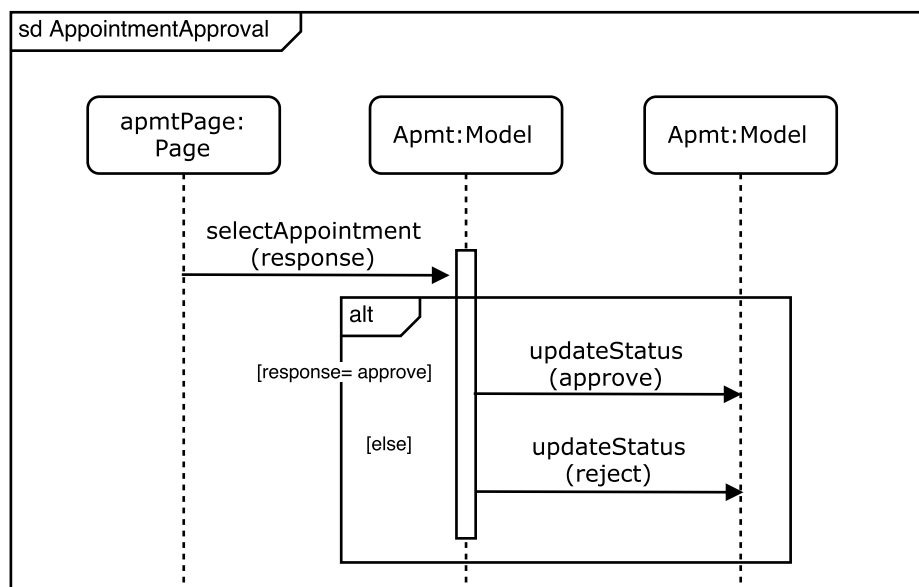 sd AppointmentApproval
apmtPage:
Page
Apmt:Model
Apmt:Model
selectAppointment
(response)
alt
[response= approve]
updateStatus
(approve)
[else]
updateStatus
(reject)